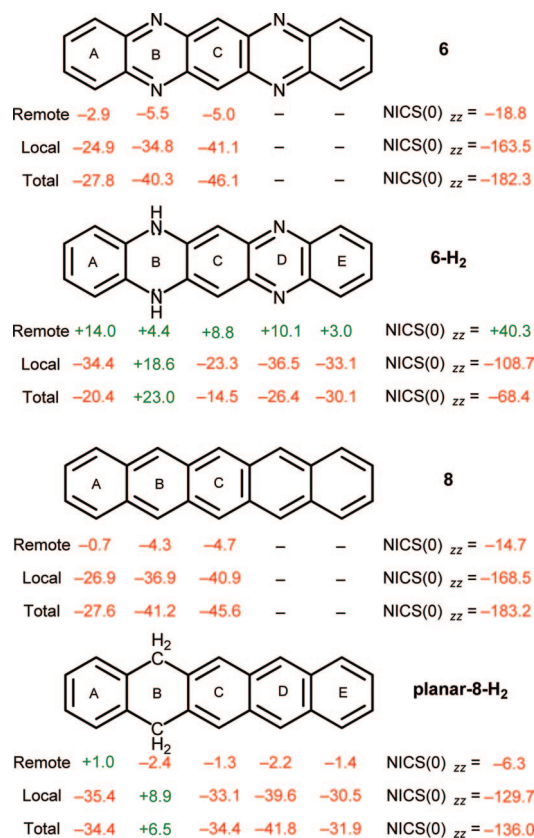 N N
A B C 6
N N
Remote −2.9 −5.5 −5.0 – – NICS(0) zz = −18.8
Local −24.9 −34.8 −41.1 – – NICS(0) zz = −163.5
Total −27.8 −40.3 −46.1 – – NICS(0) zz = −182.3
H
N N
A B C D E 6-H2
N N
H
Remote +14.0 +4.4 +8.8 +10.1 +3.0 NICS(0) zz = +40.3
Local −34.4 +18.6 −23.3 −36.5 −33.1 NICS(0) zz = −108.7
Total −20.4 +23.0 −14.5 −26.4 −30.1 NICS(0) zz = −68.4
A B C 8
Remote −0.7 −4.3 −4.7 – – NICS(0) zz = −14.7
Local −26.9 −36.9 −40.9 – – NICS(0) zz = −168.5
Total −27.6 −41.2 −45.6 – – NICS(0) zz = −183.2
H2
C
A B C D E planar-8-H2
C
H2
Remote +1.0 −2.4 −1.3 −2.2 −1.4 NICS(0) zz = −6.3
Local −35.4 +8.9 −33.1 −39.6 −30.5 NICS(0) zz = −129.7
Total −34.4 +6.5 −34.4 −41.8 −31.9 NICS(0) zz = −136.0